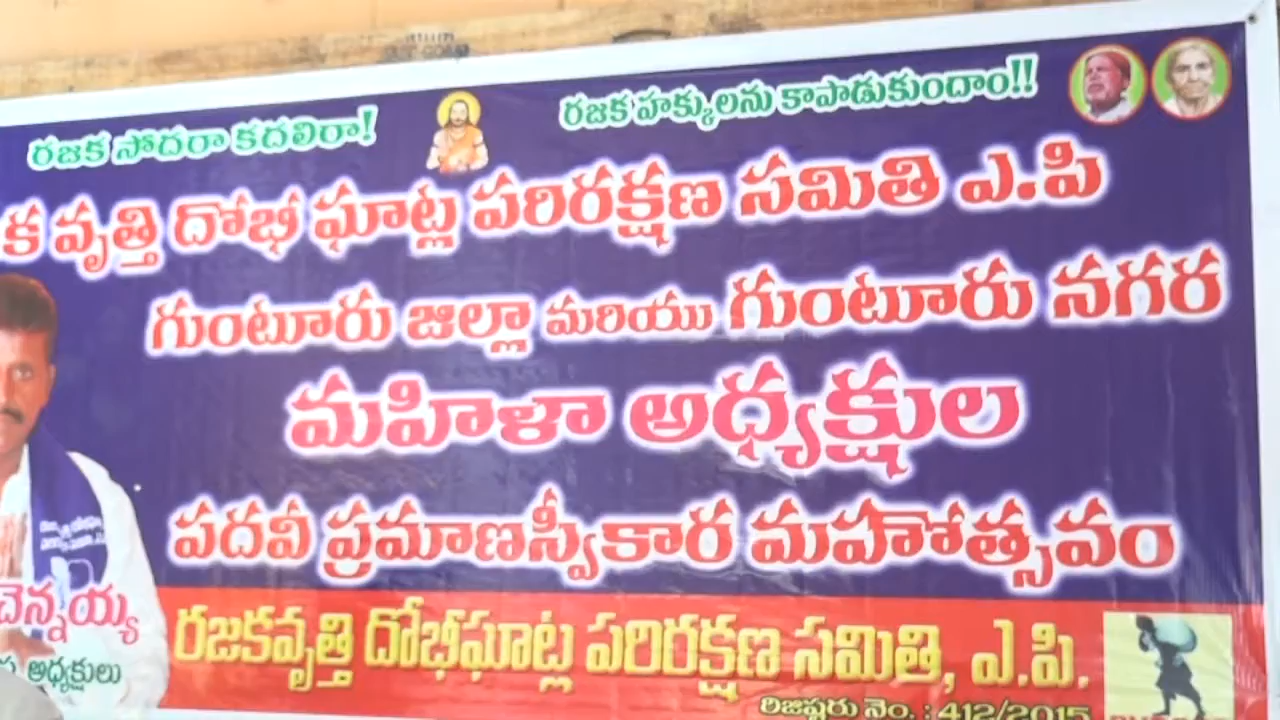 రజక సోదరా కదలిరా!
రజక హక్కులను కాపాడుకుందాం!!
క వృత్తి దోభీ ఘాట్ల పరిరక్షణ సమితి ఎ.పి
గుంటూరు జిల్లా మరియు గుంటూరు నగర
మహిళా అధ్యక్షుల
పదవీ ప్రమాణస్వీకార మహోత్సవం
చెన్నయ్య
అధ్యక్షులు
రజకవృత్తి దోభీఘాట్ల పరిరక్షణ సమితి, ఎ.పి.
రిజిష్టరు నెం. : 412/2015